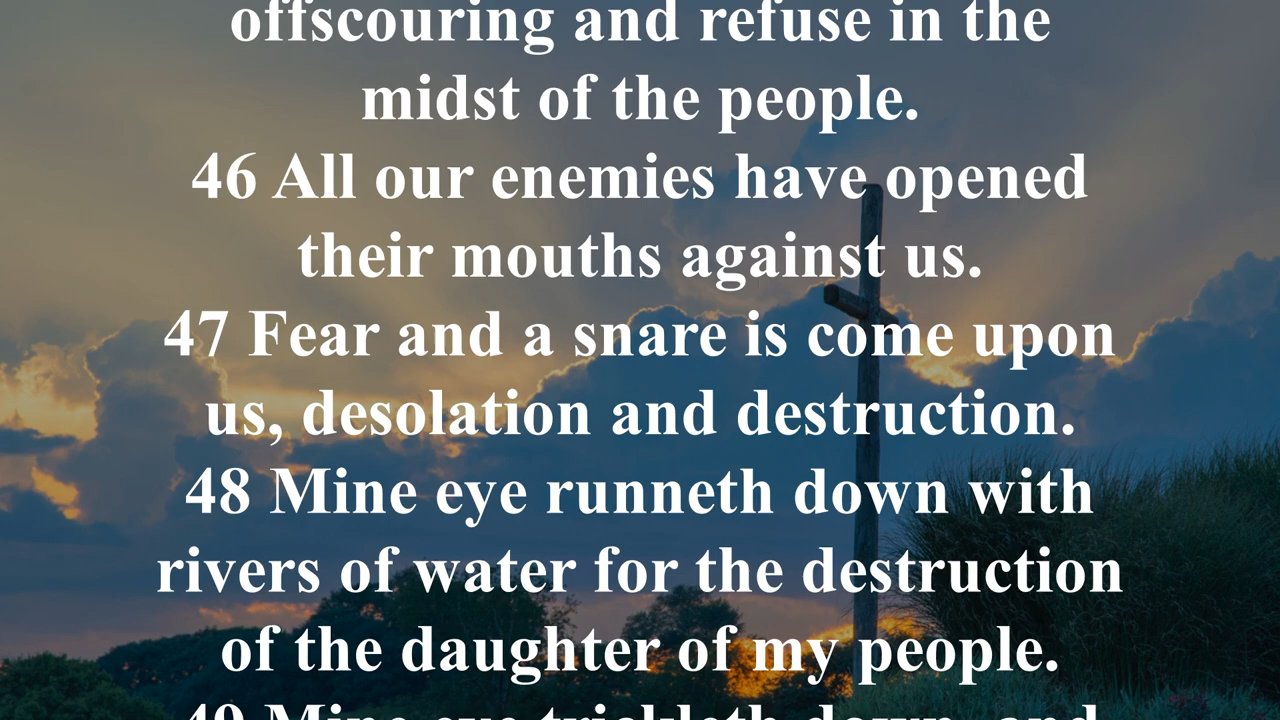 offscouring and refuse in the
midst of the people.
46 All our enemies have opened
their mouths against us.
47 Fear and a snare is come upon
us, desolation and destruction.
48 Mine eye runneth down with
rivers of water for the destruction
of the daughter of my people.
49 Mine eye trickleth down, and